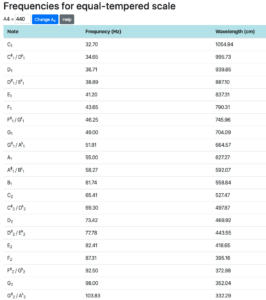 Frequencies for equal-tempered scale
A4 = 440 Change A₄ Help
Note Frequency (Hz) Wavelength (cm)
C₁ 32.70 1054.94
C♯₁/D♭₁ 34.65 995.73
D₁ 36.71 939.85
D♯₁/E♭₁ 38.89 887.10
E₁ 41.20 837.31
F₁ 43.65 790.31
F♯₁/G♭₁ 46.25 745.96
G₁ 49.00 704.09
G♯₁/A♭₁ 51.91 664.57
A₁ 55.00 627.27
A♯₁/B♭₁ 58.27 592.07
B₁ 61.74 558.84
C₂ 65.41 527.47
C♯₂/D♭₂ 69.30 497.87
D₂ 73.42 469.92
D♯₂/E♭₂ 77.78 443.55
E₂ 82.41 418.65
F₂ 87.31 395.16
F♯₂/G♭₂ 92.50 372.98
G₂ 98.00 352.04
G♯₂/A♭₂ 103.83 332.29